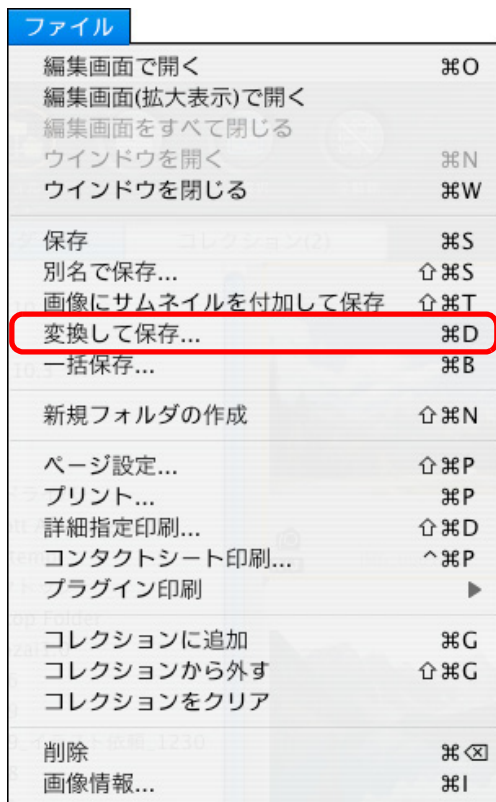 ファイル
編集画面で開く ⌘O
編集画面(拡大表示)で開く
編集画面をすべて閉じる
ウインドウを開く ⌘N
ウインドウを閉じる ⌘W
保存 ⌘S
別名で保存... ⇧⌘S
画像にサムネイルを付加して保存 ⇧⌘T
変換して保存... ⌘D
一括保存... ⌘B
新規フォルダの作成 ⇧⌘N
ページ設定... ⇧⌘P
プリント... ⌘P
詳細指定印刷... ⇧⌘D
コンタクトシート印刷... ^⌘P
プラグイン印刷
コレクションに追加 ⌘G
コレクションから外す ⇧⌘G
コレクションをクリア
削除 ⌘⌫
画像情報... ⌘I